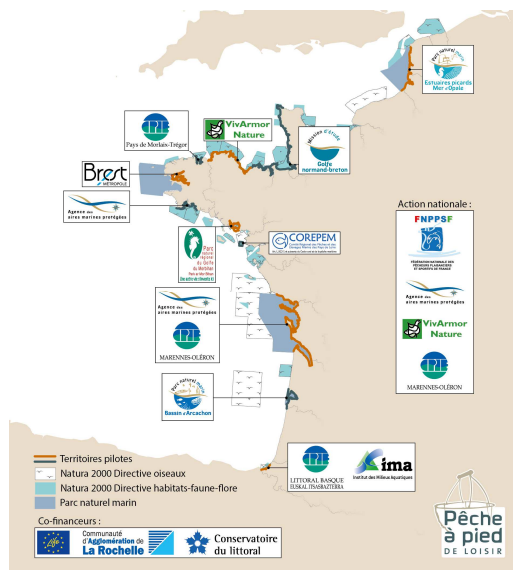 Parc naturel marin
Estuaires picards
Mer d'Opale
CPIE
Pays de Morlaix-Trégor
VivArmor
Nature
Mission d'étude
Golfe
normand-breton
Brest
MÉTROPOLE
Agence des
aires marines protégées
Action nationale :
FNPPSF
FÉDÉRATION NATIONALE DES
PÊCHEURS PLAISANCIERS
ET SPORTIFS DE FRANCE
Agence des
aires marines protégées
VivArmor
Nature
CPIE
MARENNES-OLÉRON
Parc
naturel
régional
du Golfe
du Morbihan
COREPEM
Agence des
aires marines protégées
CPIE
MARENNES-OLÉRON
Parc naturel marin
Bassin d'Arcachon
CPIE
LITTORAL BASQUE
EUSKAL ITSASBAZTERRA
ima
Institut des Milieux Aquatiques
Territoires pilotes
Natura 2000 Directive oiseaux
Natura 2000 Directive habitats-faune-flore
Parc naturel marin
Co-financeurs :
Life
Communauté
d'Agglomération de
La Rochelle
Conservatoire
du littoral
Pêche
à pied
DE LOISIR